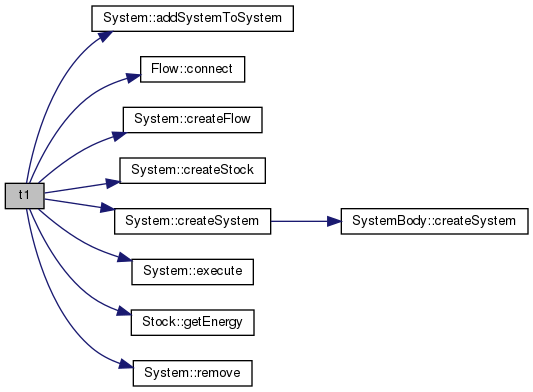 System::addSystemToSystem
Flow::connect
System::createFlow
System::createStock
t1
System::createSystem
SystemBody::createSystem
System::execute
Stock::getEnergy
System::remove